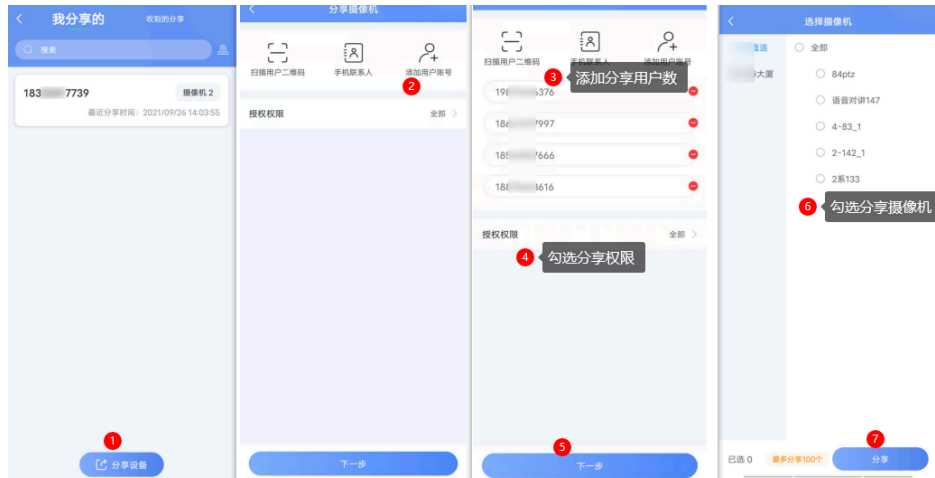 我分享的 收到的分享
搜索
183 7739 摄像机 2
最近分享时间: 2021/09/26 14:03:55
1
分享设备
分享摄像机
扫描用户二维码 手机联系人 添加用户账号
2
授权权限 全部
下一步
扫描用户二维码 手机联系人 添加用户账号
3 添加分享用户数
198 6376
186 7997
185 7666
188 3616
授权权限 全部
4 勾选分享权限
5
下一步
选择摄像机
直连 全部
大厦 84ptz
语音对讲147
4-83_1
2-142_1
2系133
6 勾选分享摄像机
7
已选 0 最多分享100个 分享